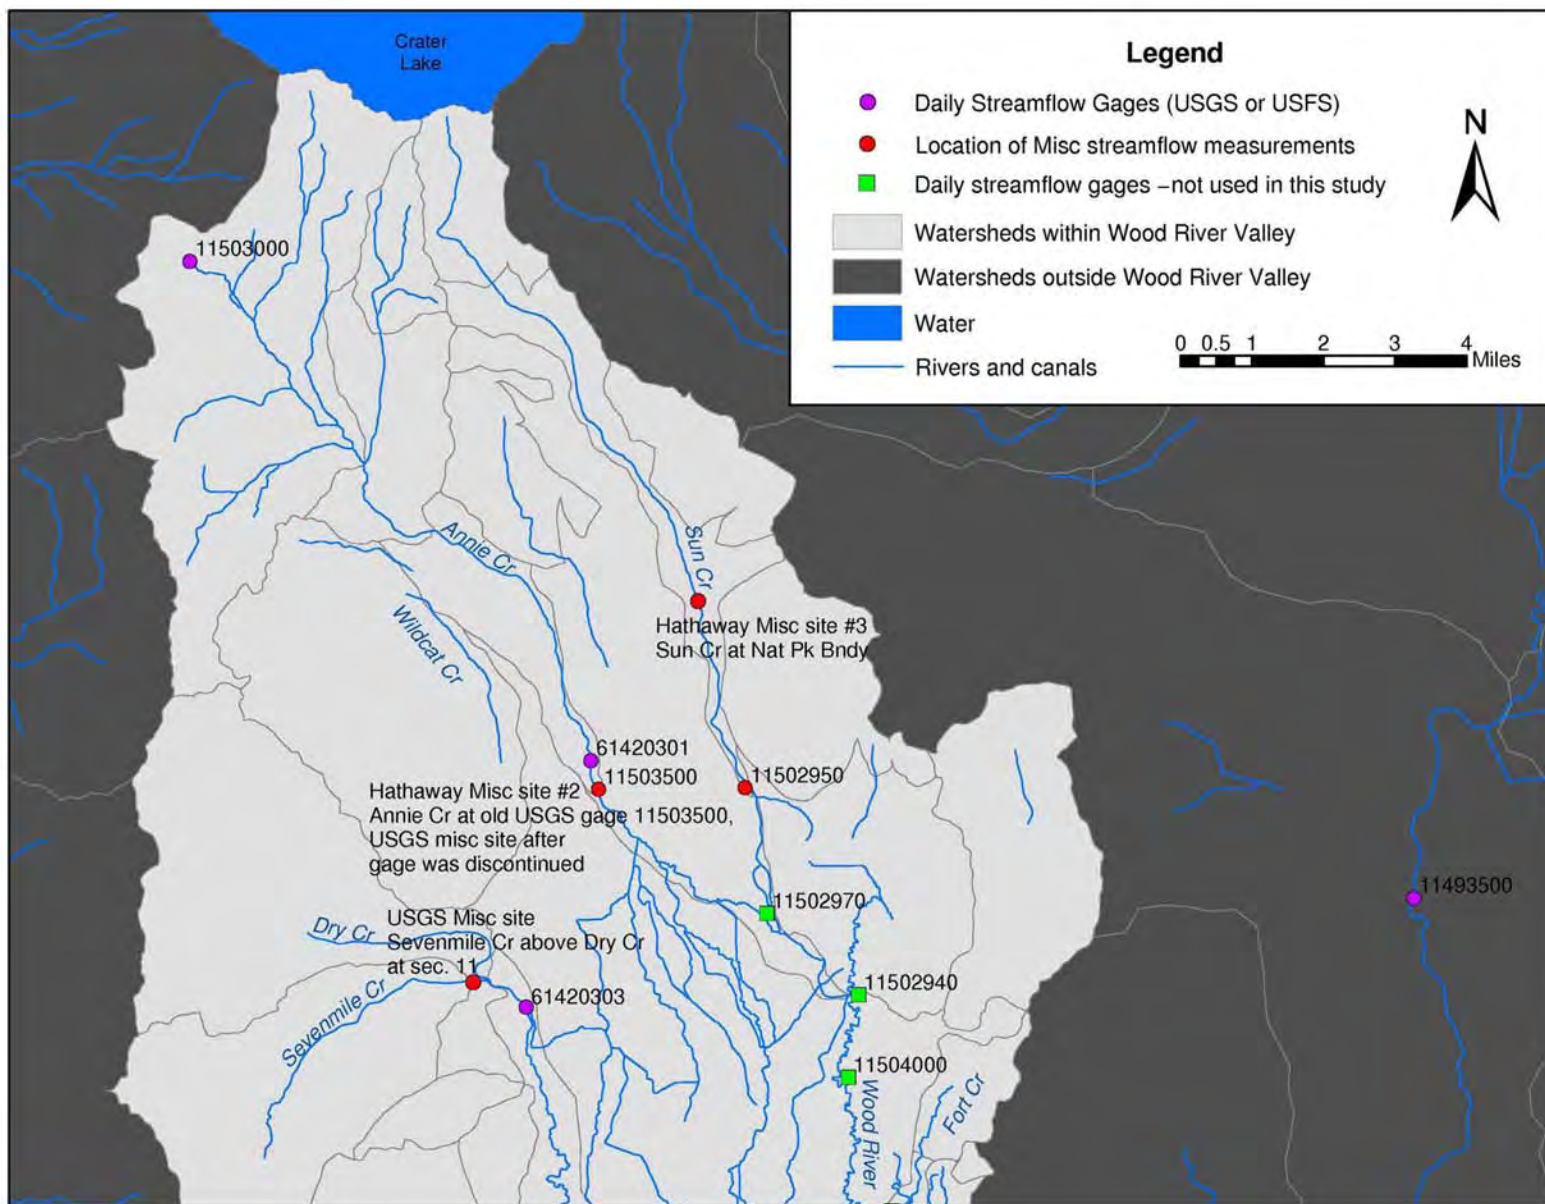 Crater
Lake
Legend
Daily Streamflow Gages (USGS or USFS)
Location of Misc streamflow measurements
Daily streamflow gages –not used in this study
Watersheds within Wood River Valley
Watersheds outside Wood River Valley
Water
Rivers and canals
N
0 0.5 1 2 3 4
Miles
11503000
Annie Cr
Sun Cr
Wildcat Cr
Hathaway Misc site #3
Sun Cr at Nat Pk Bndy
61420301
11503500
11502950
Hathaway Misc site #2
Annie Cr at old USGS gage 11503500,
USGS misc site after
gage was discontinued
11493500
11502970
USGS Misc site
Sevenmile Cr above Dry Cr
at sec. 11
Dry Cr
Sevenmile Cr
61420303
11502940
11504000
Wood River
Fort Cr